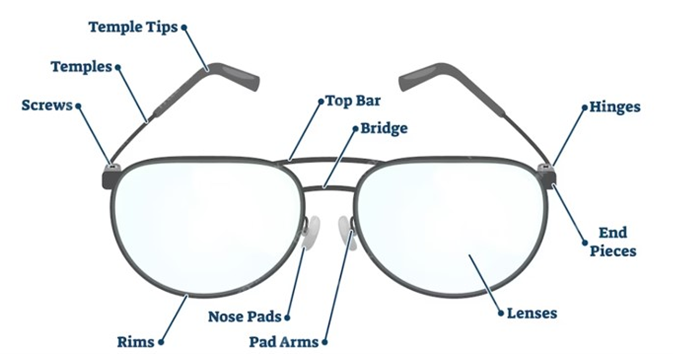 Temple Tips
Temples
Screws
Top Bar
Bridge
Hinges
End
Pieces
Lenses
Nose Pads
Rims
Pad Arms